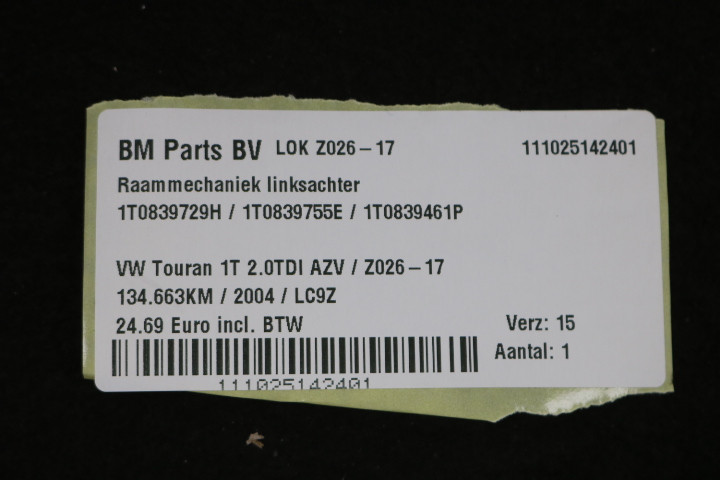 BM Parts BV LOK Z026-17 111025142401
Raammechaniek linksachter
1T0839729H / 1T0839755E / 1T0839461P
VW Touran 1T 2.0TDI AZV / Z026-17
134.663KM / 2004 / LC9Z
24.69 Euro incl. BTW Verz: 15
Aantal: 1
111025142401